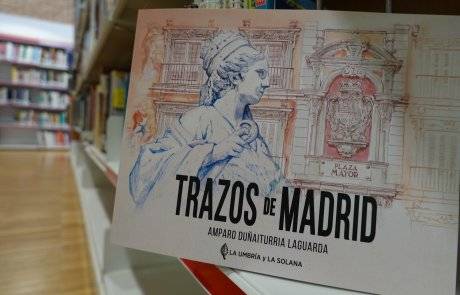 PLAZA
MAYOR
TRAZOS DE MADRID
AMPARO DUÑAITURRIA LAGUARDA
LA UMBRÍA y LA SOLANA